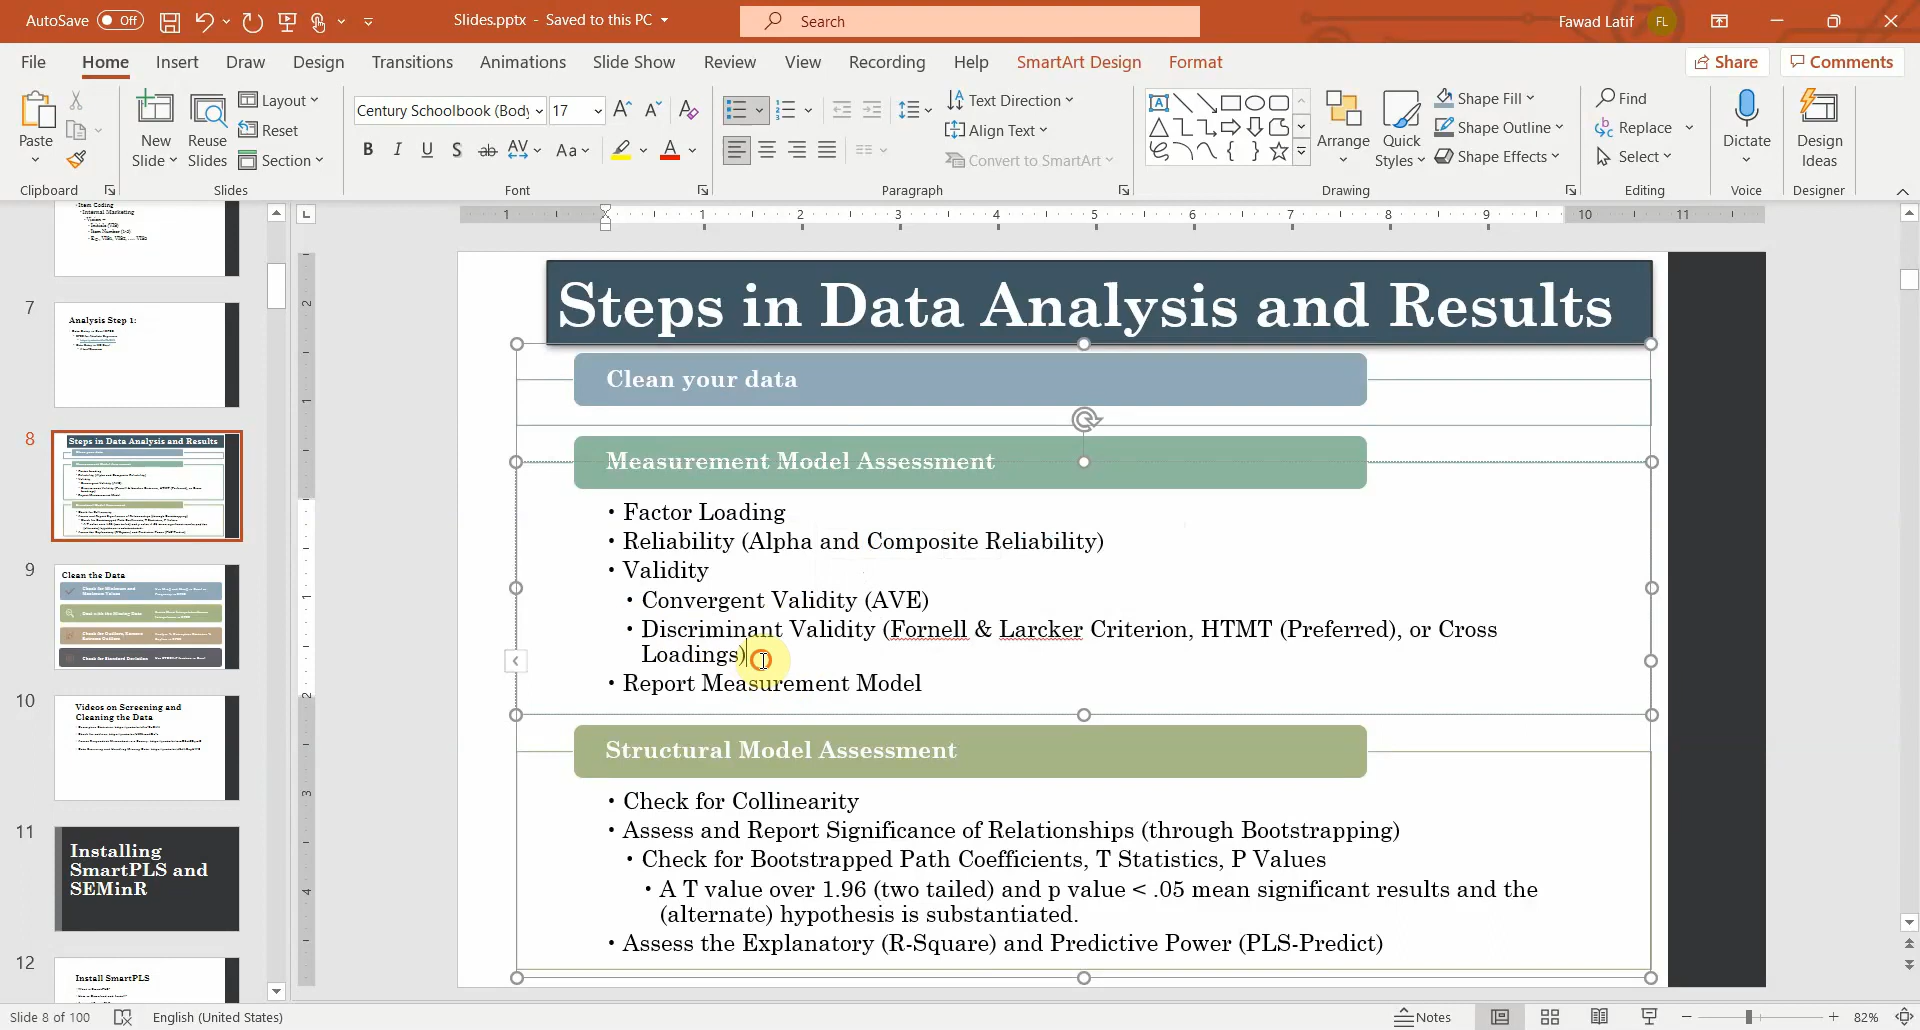 AutoSave Off Slides.pptx - Saved to this PC Search Fawad Latif FL
File Home Insert Draw Design Transitions Animations Slide Show Review View Recording Help SmartArt Design Format Share Comments
Paste
Clipboard
New Slide
Reuse Slides
Layout
Reset
Section
Slides
Century Schoolbook (Body 17
Font
Text Direction
Align Text
Convert to SmartArt
Paragraph
Arrange
Quick Styles
Shape Fill
Shape Outline
Shape Effects
Drawing
Find
Replace
Select
Editing
Dictate
Voice
Design Ideas
Designer
7
Analysis Step 1:
8
Steps in Data Analysis and Results
9
Clean the Data
Check for Minimum and Maximum Values
Check for Standard Deviation
10
Videos on Screening and
Cleaning the Data
11
Installing
SmartPLS and
SEMinR
12
Install SmartPLS
Steps in Data Analysis and Results
Clean your data
Measurement Model Assessment
• Factor Loading
• Reliability (Alpha and Composite Reliability)
• Validity
• Convergent Validity (AVE)
• Discriminant Validity (Fornell & Larcker Criterion, HTMT (Preferred), or Cross
Loadings)
• Report Measurement Model
Structural Model Assessment
• Check for Collinearity
• Assess and Report Significance of Relationships (through Bootstrapping)
• Check for Bootstrapped Path Coefficients, T Statistics, P Values
• A T value over 1.96 (two tailed) and p value < .05 mean significant results and the
(alternate) hypothesis is substantiated.
• Assess the Explanatory (R-Square) and Predictive Power (PLS-Predict)
Slide 8 of 100 English (United States) Notes 82%